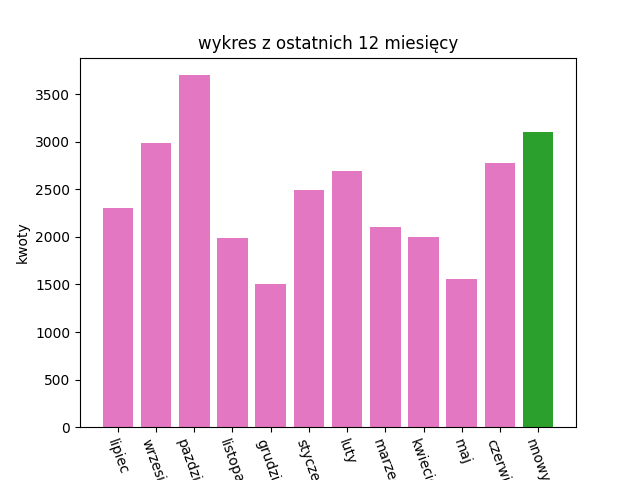 wykres z ostatnich 12 miesięcy
kwoty
3500
3000
2500
2000
1500
1000
500
0
lipiec
wrzesi
pazdzi
listopa
grudzi
stycze
luty
marze
kwieci
maj
czerwi
nnowy